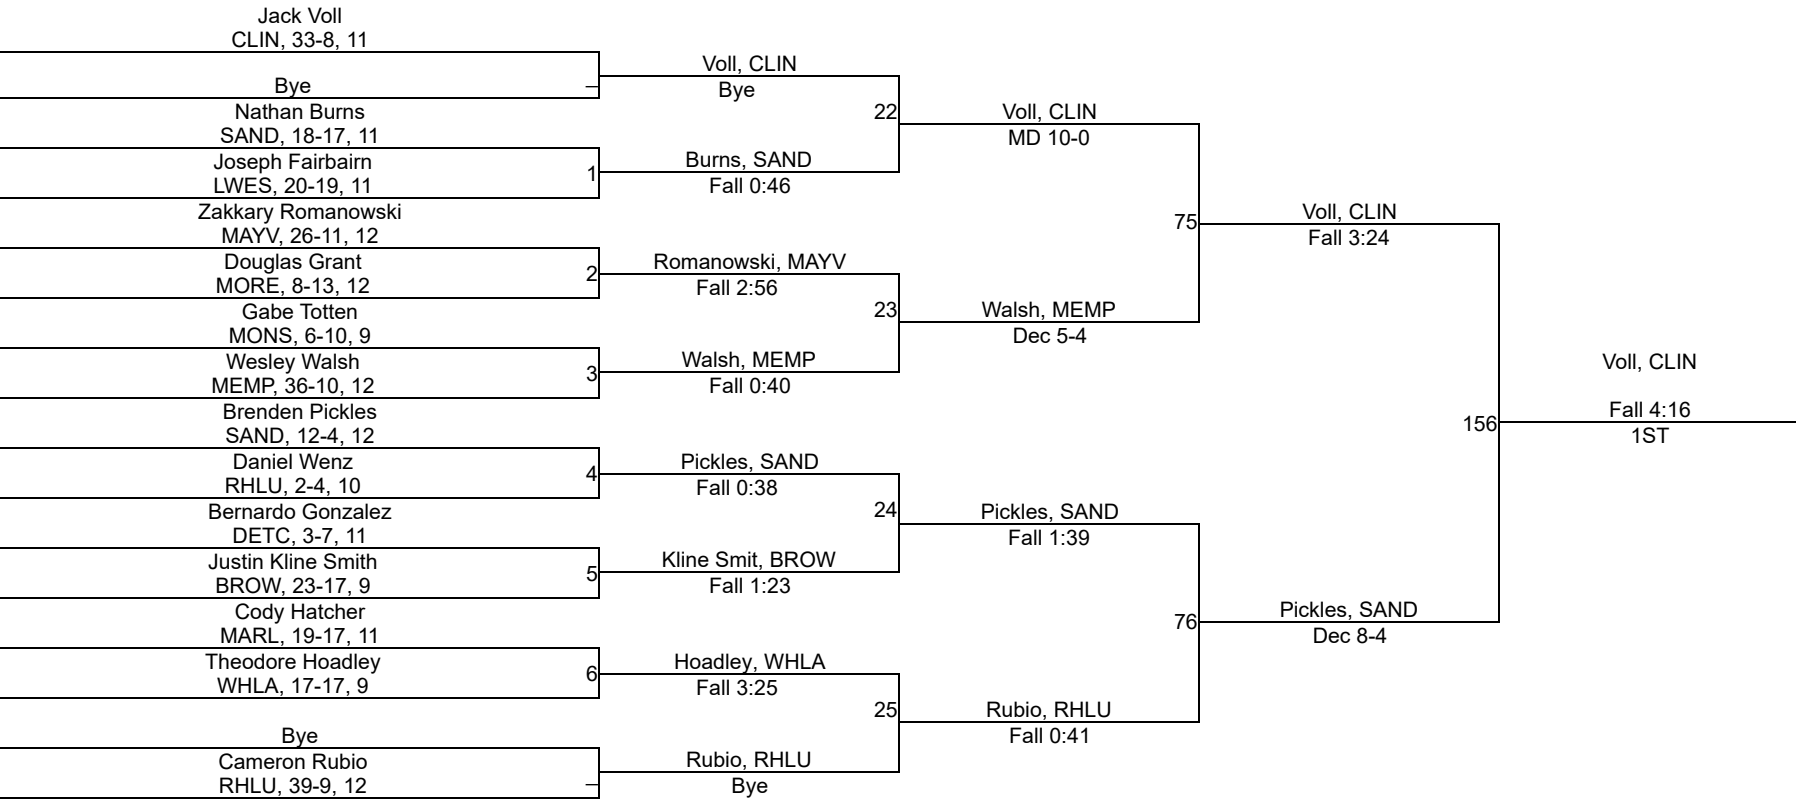 Jack Voll
CLIN, 33-8, 11
Bye
–
Nathan Burns
SAND, 18-17, 11
Joseph Fairbairn
LWES, 20-19, 11
1
Zakkary Romanowski
MAYV, 26-11, 12
Douglas Grant
MORE, 8-13, 12
2
Gabe Totten
MONS, 6-10, 9
Wesley Walsh
MEMP, 36-10, 12
3
Brenden Pickles
SAND, 12-4, 12
Daniel Wenz
RHLU, 2-4, 10
4
Bernardo Gonzalez
DETC, 3-7, 11
Justin Kline Smith
BROW, 23-17, 9
5
Cody Hatcher
MARL, 19-17, 11
Theodore Hoadley
WHLA, 17-17, 9
6
Bye
Cameron Rubio
RHLU, 39-9, 12
–
Voll, CLIN
Bye
22
Burns, SAND
Fall 0:46
Romanowski, MAYV
Fall 2:56
23
Walsh, MEMP
Fall 0:40
Pickles, SAND
Fall 0:38
24
Kline Smit, BROW
Fall 1:23
Hoadley, WHLA
Fall 3:25
25
Rubio, RHLU
Bye
Voll, CLIN
MD 10-0
75
Walsh, MEMP
Dec 5-4
Pickles, SAND
Fall 1:39
76
Rubio, RHLU
Fall 0:41
Voll, CLIN
Fall 3:24
156
Pickles, SAND
Dec 8-4
Voll, CLIN
Fall 4:16
1ST